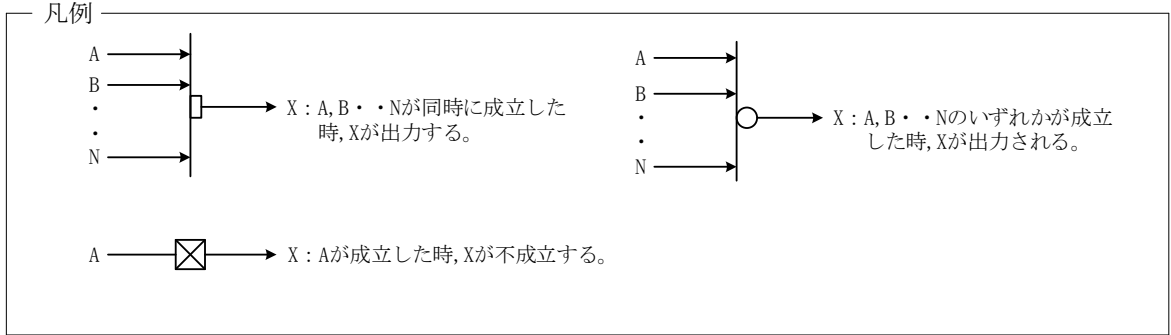 凡例
A
B
・
・
N
X：A,B・・Nが同時に成立した
時,Xが出力する。
A
B
・
・
N
X：A,B・・Nのいずれかが成立
した時,Xが出力される。
A
X：Aが成立した時,Xが不成立する。